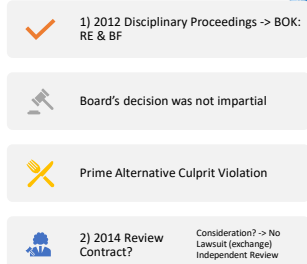 1) 2012 Disciplinary Proceedings -> BOK:
RE & BF
Board's decision was not impartial
Prime Alternative Culprit Violation
2) 2014 Review
Contract?
Consideration? -> No
Lawsuit (exchange)
Independent Review